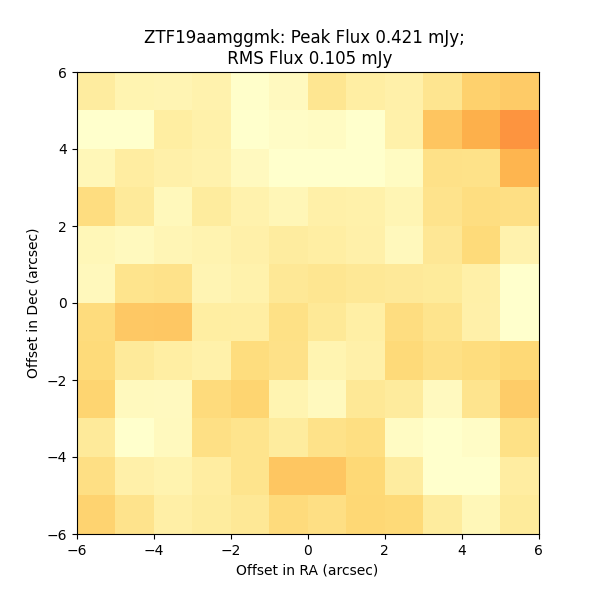 ZTF19aamggmk: Peak Flux 0.421 mJy;
RMS Flux 0.105 mJy
6
4
2
0
−2
−4
−6
Offset in Dec (arcsec)
−6 −4 −2 0 2 4 6
Offset in RA (arcsec)